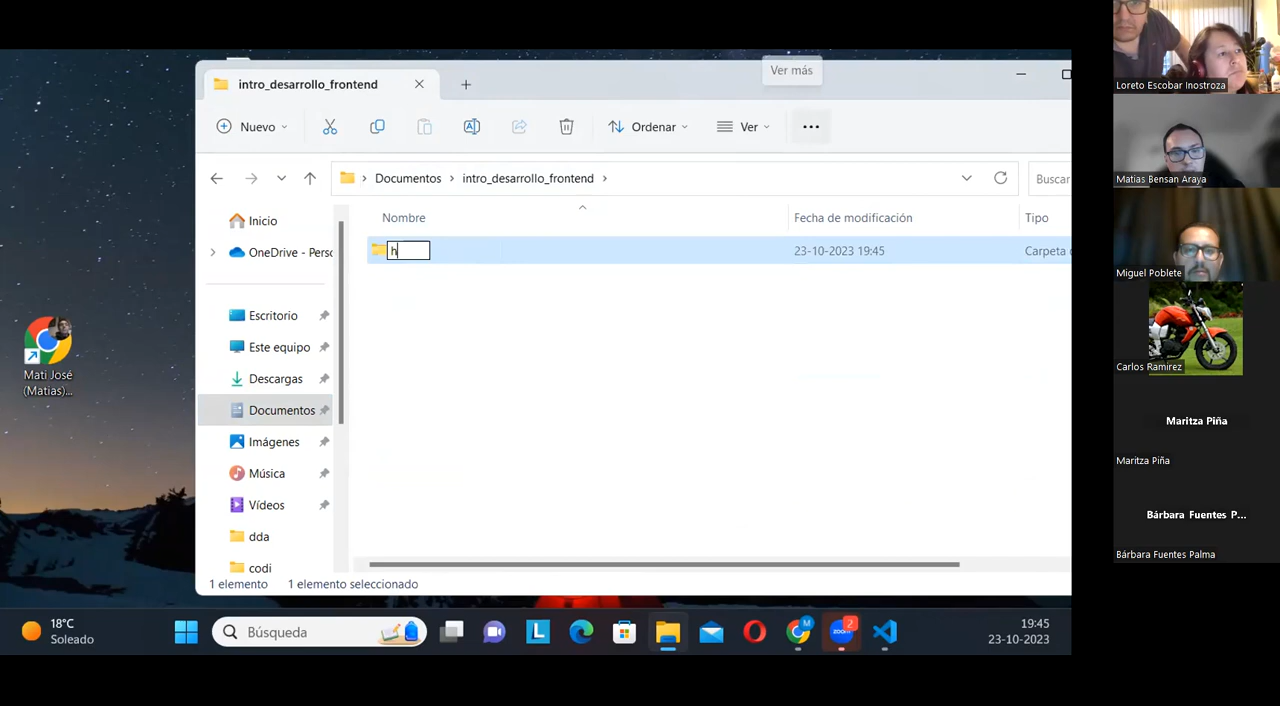 intro_desarrollo_frontend
Ver más
Nuevo
Ordenar
Ver
Documentos
intro_desarrollo_frontend
Buscar
Nombre
Fecha de modificación
Tipo
h
23-10-2023 19:45
Carpeta
Inicio
OneDrive - Perso
Escritorio
Este equipo
Descargas
Documentos
Imágenes
Música
Vídeos
dda
codi
1 elemento
1 elemento seleccionado
Mati José
(Matias)...
18°C
Soleado
Búsqueda
L
zoom
2
M
19:45
23-10-2023
Loreto Escobar Inostroza
Matias Bensan Araya
Miguel Poblete
Carlos Ramirez
Maritza Piña
Maritza Piña
Bárbara Fuentes P...
Bárbara Fuentes Palma